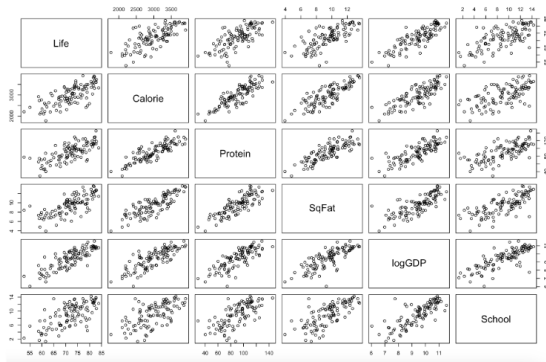 2000 2500 3000 3500
4 6 8 10 12
2 4 6 8 10 12 14
Life
Calorie
2000 3000
Protein
SqFat
4 6 8 10
logGDP
School
2 6 10 14
55 60 65 70 75 80 85
40 60 80 100 140
6 7 8 9 10 11